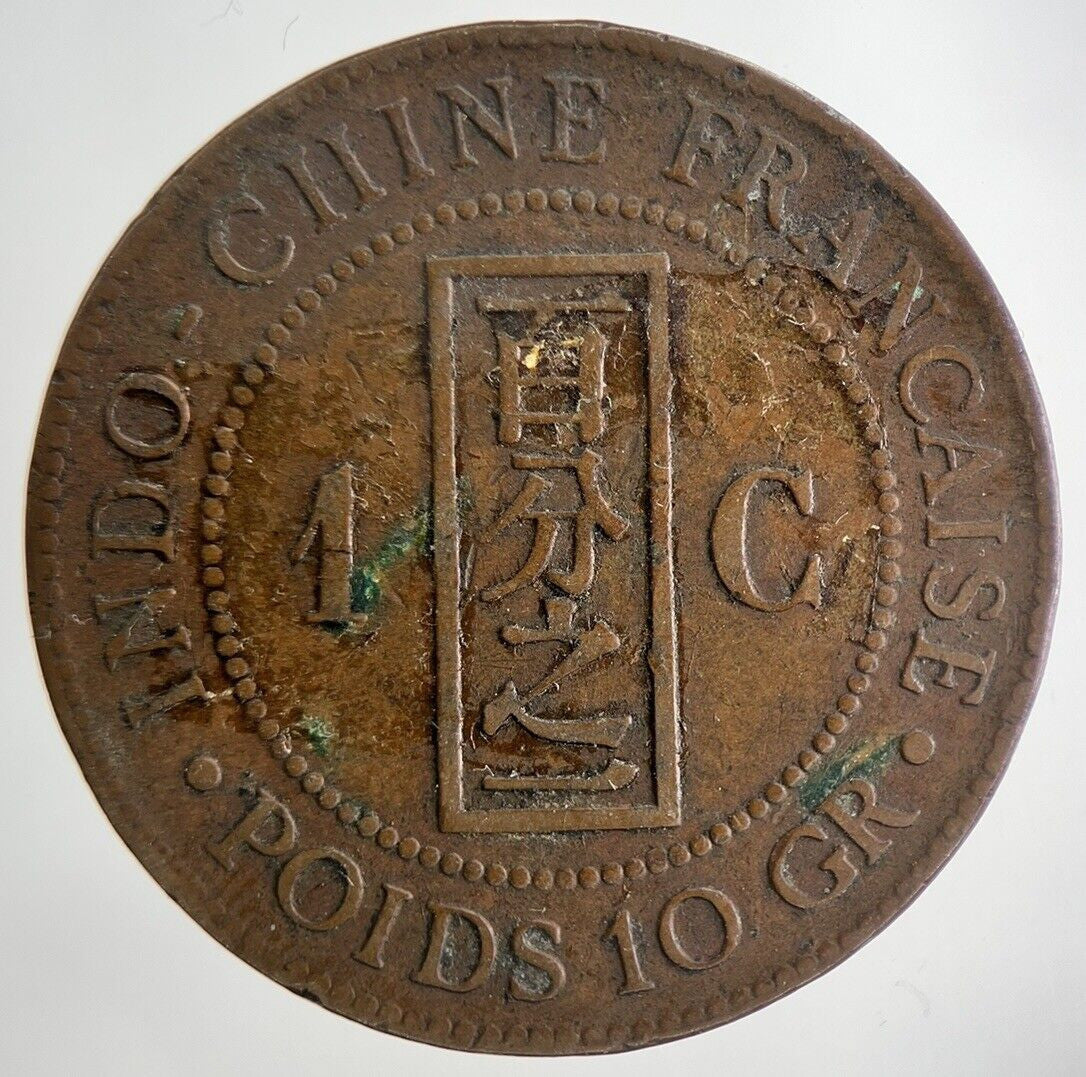 INDO-CHINE FRANCAISE
1
百分之一
C
POIDS 10 GR